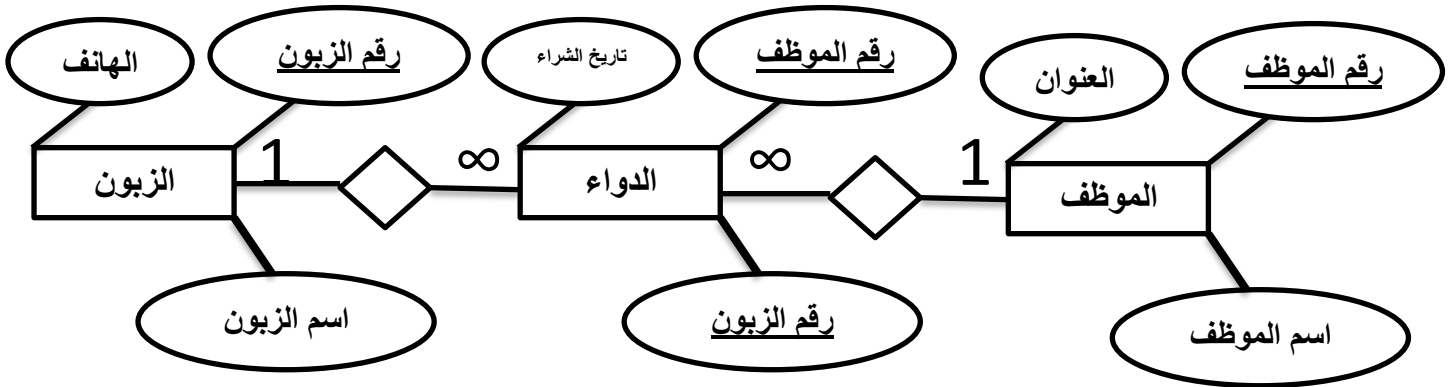 رقم الموظف
العنوان
رقم الموظف
تاريخ الشراء
رقم الزبون
الهاتف
الموظف
1
∞
الدواء
∞
1
الزبون
اسم الموظف
رقم الزبون
اسم الزبون